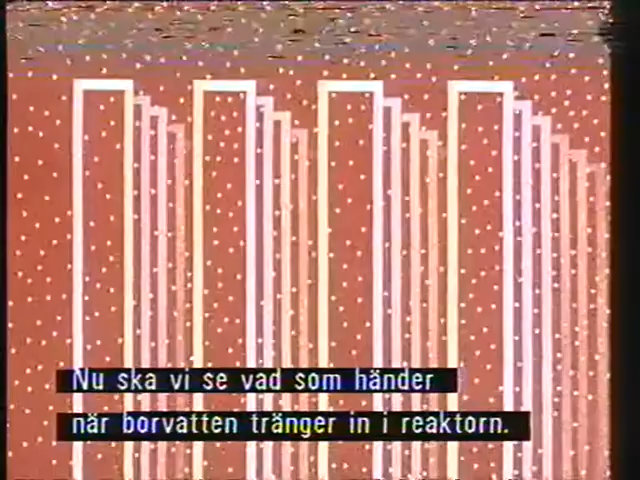 Nu ska vi se vad som händer
när borvatten tränger in i reaktorn.